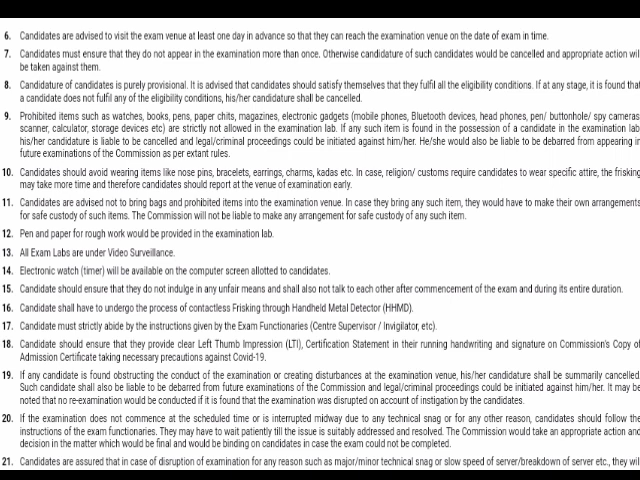 6. Candidates are advised to visit the exam venue at least one day in advance so that they can reach the examination venue on the date of exam in time.
7. Candidates must ensure that they do not appear in the examination more than once. Otherwise candidature of such candidates would be cancelled and appropriate action will
be taken against them.
8. Candidature of candidates is purely provisional. It is advised that candidates should satisfy themselves that they fulfil all the eligibility conditions. If at any stage, it is found that
a candidate does not fulfil any of the eligibility conditions, his/her candidature shall be cancelled.
9. Prohibited items such as watches, books, pens, paper chits, magazines, electronic gadgets (mobile phones, Bluetooth devices, head phones, pen/ buttonhole/ spy cameras
scanner, calculator, storage devices etc) are strictly not allowed in the examination lab. If any such item is found in the possession of a candidate in the examination lab
his/her candidature is liable to be cancelled and legal/criminal proceedings could be initiated against him/her. He/she would also be liable to be debarred from appearing in
future examinations of the Commission as per extant rules.
10. Candidates should avoid wearing items like nose pins, bracelets, earrings, charms, kadas etc. In case, religion/ customs require candidates to wear specific attire, the frisking
may take more time and therefore candidates should report at the venue of examination early.
11. Candidates are advised not to bring bags and prohibited items into the examination venue. In case they bring any such item, they would have to make their own arrangements
for safe custody of such items. The Commission will not be liable to make any arrangement for safe custody of any such item.
12. Pen and paper for rough work would be provided in the examination lab.
13. All Exam Labs are under Video Surveillance.
14. Electronic watch (timer) will be available on the computer screen allotted to candidates.
15. Candidate should ensure that they do not indulge in any unfair means and shall also not talk to each other after commencement of the exam and during its entire duration.
16. Candidate shall have to undergo the process of contactless Frisking through Handheld Metal Detector (HHMD).
17. Candidate must strictly abide by the instructions given by the Exam Functionaries (Centre Supervisor / Invigilator, etc).
18. Candidate should ensure that they provide clear Left Thumb Impression (LTI), Certification Statement in their running handwriting and signature on Commission's Copy of
Admission Certificate taking necessary precautions against Covid-19.
19. If any candidate is found obstructing the conduct of the examination or creating disturbances at the examination venue, his/her candidature shall be summarily cancelled.
Such candidate shall also be liable to be debarred from future examinations of the Commission and legal/criminal proceedings could be initiated against him/her. It may be
noted that no re-examination would be conducted if it is found that the examination was disrupted on account of instigation by the candidates.
20. If the examination does not commence at the scheduled time or is interrupted midway due to any technical snag or for any other reason, candidates should follow the
instructions of the exam functionaries. They may have to wait patiently till the issue is suitably addressed and resolved. The Commission would take an appropriate action and
decision in the matter which would be final and would be binding on candidates in case the exam could not be completed.
21. Candidates are assured that in case of disruption of examination for any reason such as major/minor technical snag or slow speed of server/breakdown of server etc., they will